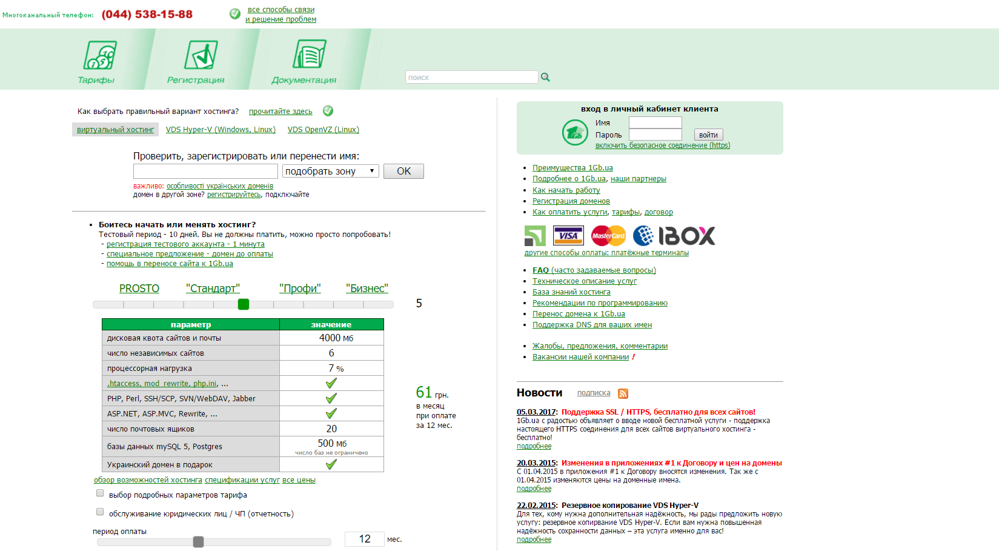 Многоканальный телефон: (044) 538-15-88
все способы связи
и решение проблем
Тарифы
Регистрация
Документация
поиск
Как выбрать правильный вариант хостинга? прочитайте здесь
виртуальный хостинг VDS Hyper-V (Windows, Linux) VDS OpenVZ (Linux)
Проверить, зарегистрировать или перенести имя:
подобрать зону OK
важливо: особливості українських доменів
домен в другой зоне? регистрируйтесь, подключайте
Боитесь начать или менять хостинг?
Тестовый период - 10 дней. Вы не должны платить, можно просто попробовать!
- регистрация тестового аккаунта - 1 минута
- специальное предложение - домен до оплаты
- помощь в переносе сайта к 1Gb.ua
PROSTO "Стандарт" "Профи" "Бизнес"
5
параметр значение
дисковая квота сайтов и почты 4000 Мб
число независимых сайтов 6
процессорная нагрузка 7 %
.htaccess, mod_rewrite, php.ini, ...
PHP, Perl, SSH/SCP, SVN/WebDAV, Jabber
ASP.NET, ASP.MVC, Rewrite, ...
число почтовых ящиков 20
базы данных mySQL 5, Postgres 500 Мб
число баз не ограничено
Украинский домен в подарок
61 грн.
в месяц
при оплате
за 12 мес.
обзор возможностей хостинга спецификации услуг все цены
выбор подробных параметров тарифа
обслуживание юридических лиц / ЧП (отчетность)
период оплаты
12 мес.
вход в личный кабинет клиента
1Gb
Имя
Пароль войти
включить безопасное соединение (https)
Преимущества 1Gb.ua
Подробнее о 1Gb.ua, наши партнеры
Как начать работу
Регистрация доменов
Как оплатить услуги, тарифы, договор
VISA MasterCard IBOX
другие способы оплаты: платёжные терминалы
FAQ (часто задаваемые вопросы)
Техническое описание услуг
База знаний хостинга
Рекомендации по программированию
Перенос домена к 1Gb.ua
Поддержка DNS для ваших имен
Жалобы, предложения, комментарии
Вакансии нашей компании !
Новости подписка
05.03.2017: Поддержка SSL / HTTPS, бесплатно для всех сайтов!
1Gb.ua с радостью объявляет о вводе новой бесплатной услуги - поддержка
настоящего HTTPS соединения для всех сайтов виртуального хостинга -
бесплатно!
подробнее
20.03.2015: Изменения в приложениях #1 к Договору и цен на домены
С 01.04.2015 в приложения #1 к Договору вносятся изменения. Так же с
01.04.2015 изменяются цены на доменные имена.
подробнее
22.02.2015: Резервное копирование VDS Hyper-V
Для тех, кому нужна дополнительная надёжность, мы рады предложить новую
услугу: резервное копирвание VDS Hyper-V. Если вам нужна повышенная
надёжность сохранности данных – эта услуга именно для вас!
подробнее